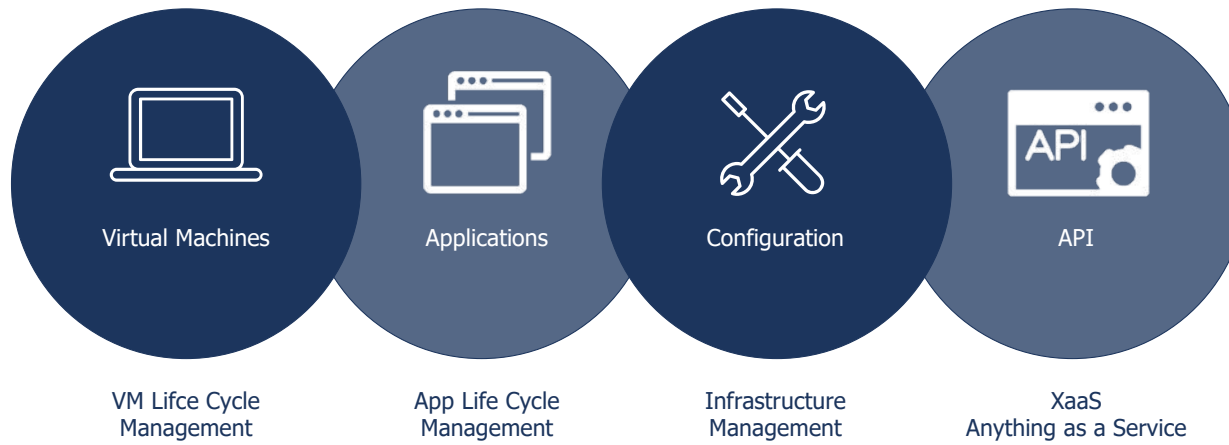 API
Virtual Machines
Applications
Configuration
API
VM Lifce Cycle
Management
App Life Cycle
Management
Infrastructure
Management
XaaS
Anything as a Service